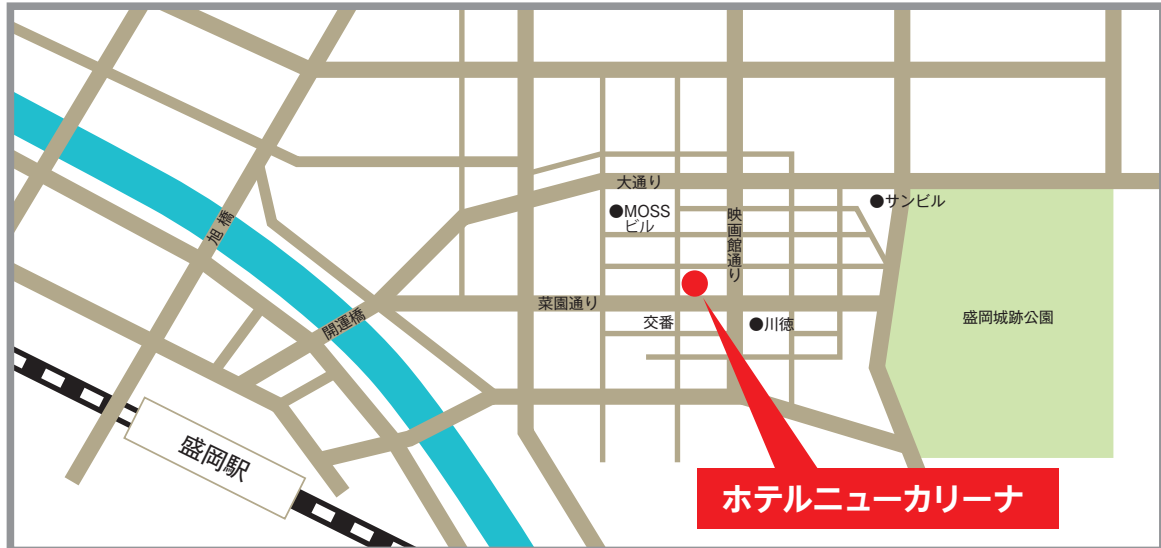 大通り
●サンビル
●MOSS
ビル
映画館通り
旭橋
菜園通り
開運橋
交番
●川徳
盛岡城跡公園
盛岡駅
ホテルニューカリーナ